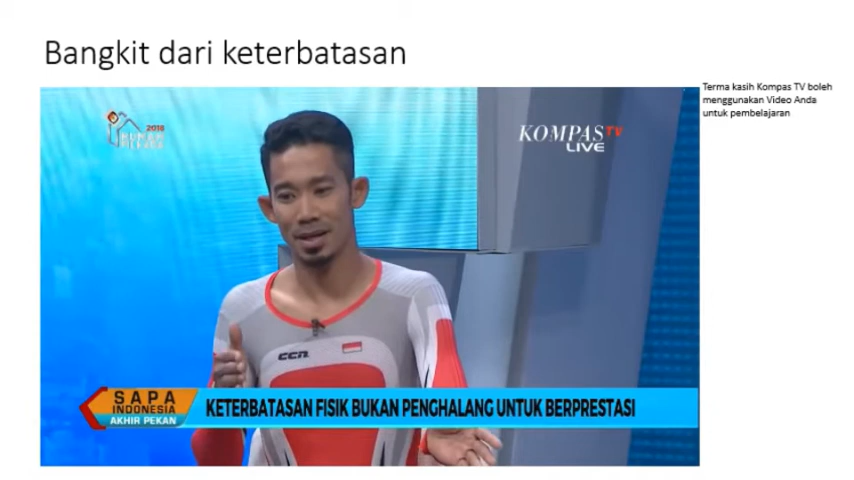 Bangkit dari keterbatasan
Terma kasih Kompas TV boleh
menggunakan Video Anda
untuk pembelajaran
2018
KOMPAS TV
LIVE
CCN
SAPA
INDONESIA
AKHIR PEKAN
KETERBATASAN FISIK BUKAN PENGHALANG UNTUK BERPRESTASI